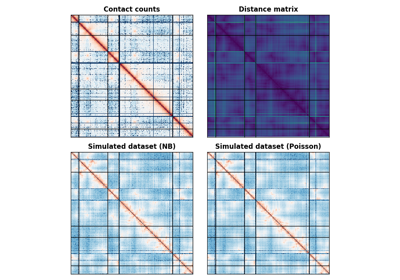 Contact counts
Distance matrix
Simulated dataset (NB)
Simulated dataset (Poisson)